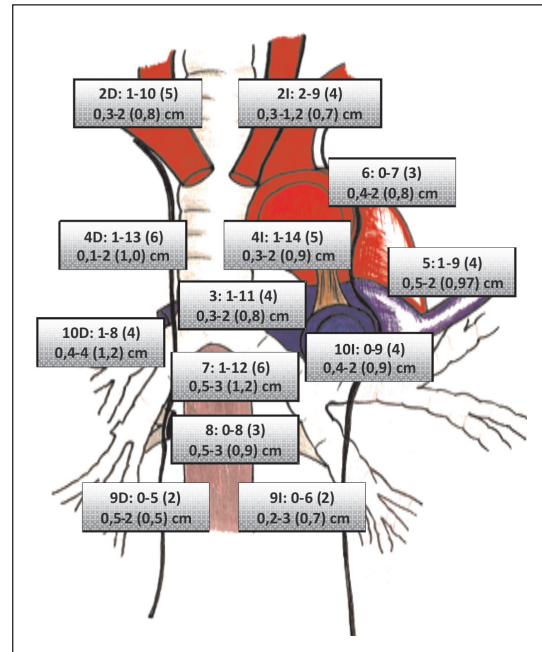 2D: 1-10 (5)
0,3-2 (0,8) cm
2I: 2-9 (4)
0,3-1,2 (0,7) cm
6: 0-7 (3)
0,4-2 (0,8) cm
4D: 1-13 (6)
0,1-2 (1,0) cm
4I: 1-14 (5)
0,3-2 (0,9) cm
5:1-9 (4)
0,5-2 (0,97) cm
3: 1-11 (4)
0,3-2 (0,8) cm
10D: 1-8 (4)
0,4-4 (1,2) cm
10I: 0-9 (4)
0,4-2 (0,9) cm
7: 1-12 (6)
0,5-3 (1,2) cm
8: 0-8 (3)
0,5-3 (0,9) cm
9D: 0-5 (2)
0,5-2 (0,5) cm
9I: 0-6 (2)
0,2-3 (0,7) cm